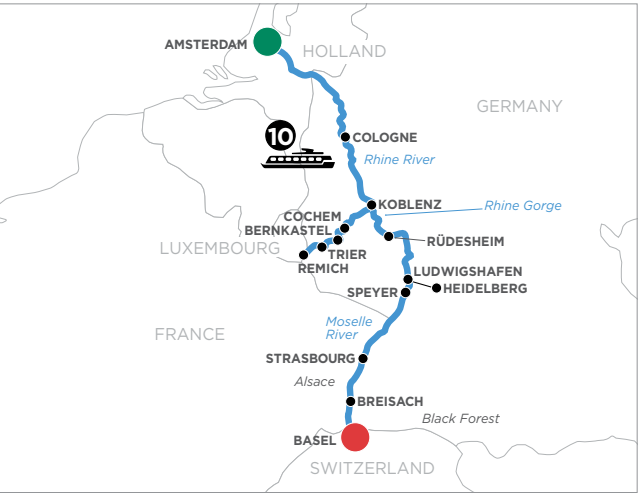 AMSTERDAM
HOLLAND
GERMANY
10
COLOGNE
Rhine River
KOBLENZ
Rhine Gorge
COCHEM
BERNKASTEL
LUXEMBOURG
RÜDESHEIM
TRIER
REMICH
LUDWIGSHAFEN
SPEYER
HEIDELBERG
Moselle
River
FRANCE
STRASBOURG
Alsace
BREISACH
Black Forest
BASEL
SWITZERLAND